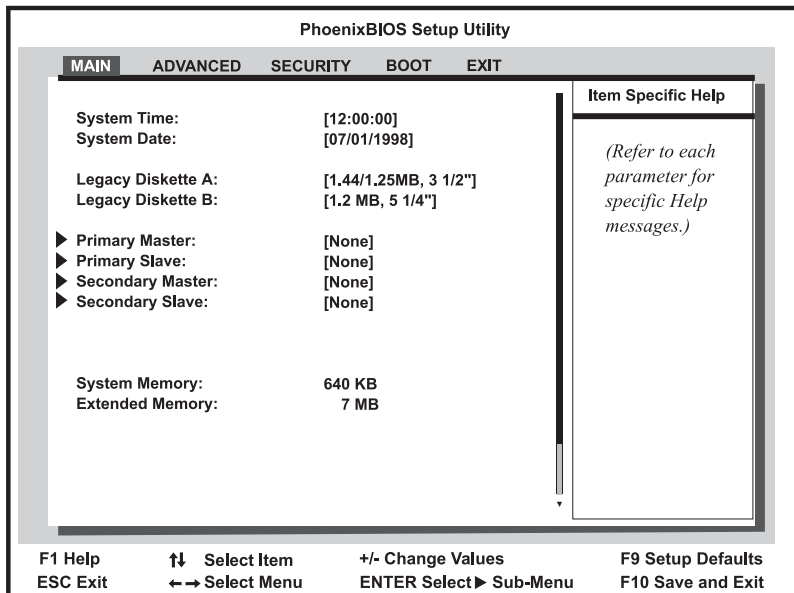 PhoenixBIOS Setup Utility
MAIN ADVANCED SECURITY BOOT EXIT
Item Specific Help
System Time: [12:00:00]
System Date: [07/01/1998]
(Refer to each
parameter for
specific Help
messages.)
Legacy Diskette A: [1.44/1.25MB, 3 1/2"]
Legacy Diskette B: [1.2 MB, 5 1/4"]
▶ Primary Master: [None]
▶ Primary Slave: [None]
▶ Secondary Master: [None]
▶ Secondary Slave: [None]
System Memory: 640 KB
Extended Memory: 7 MB
F1 Help ↑↓ Select Item +/- Change Values F9 Setup Defaults
ESC Exit ←→ Select Menu ENTER Select ▶ Sub-Menu F10 Save and Exit